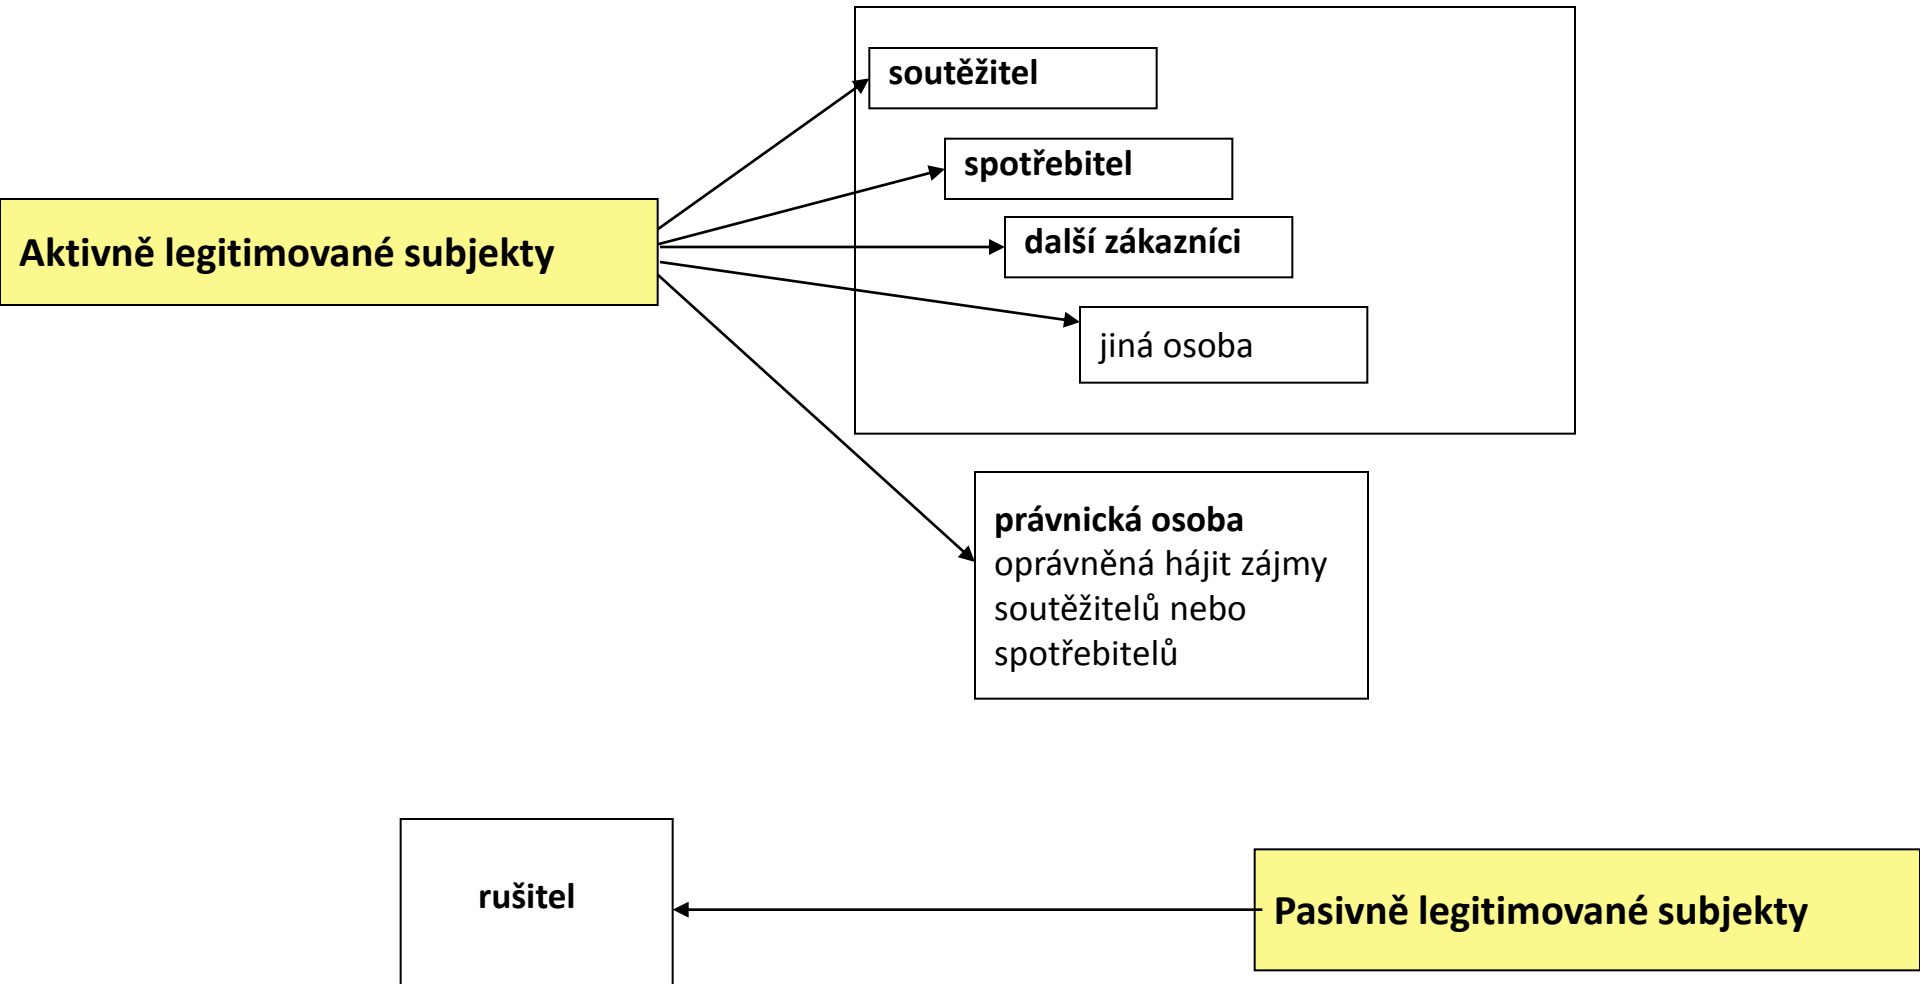 soutěžitel
spotřebitel
Aktivně legitimované subjekty
další zákazníci
jiná osoba
právnická osoba
oprávněná hájit zájmy
soutěžitelů nebo
spotřebitelů
rušitel
Pasivně legitimované subjekty